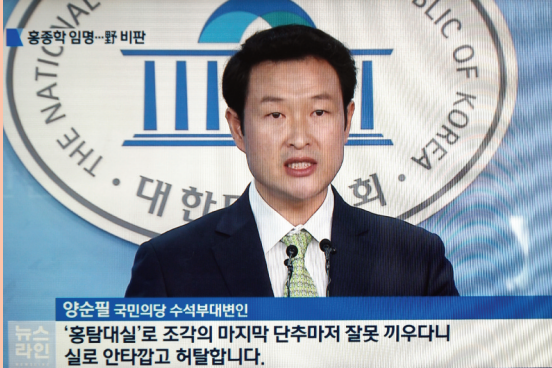 홍종학 임명…野 비판
THE NATIONAL
PUBLIC OF KOREA
대한 회
양순필 국민의당 수석부대변인
뉴스
라인
'홍탐대실'로 조각의 마지막 단추마저 잘못 끼우다니
실로 안타깝고 허탈합니다.